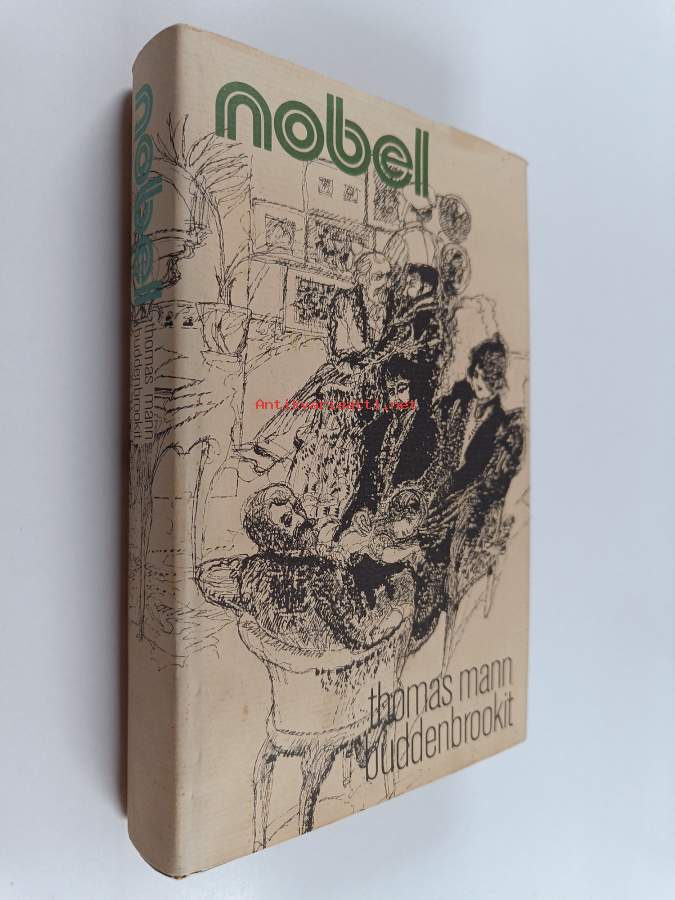 nobel
thomas mann
buddenbrookit
nobel
thomas mann
buddenbrookit
Antikvariaatti.net